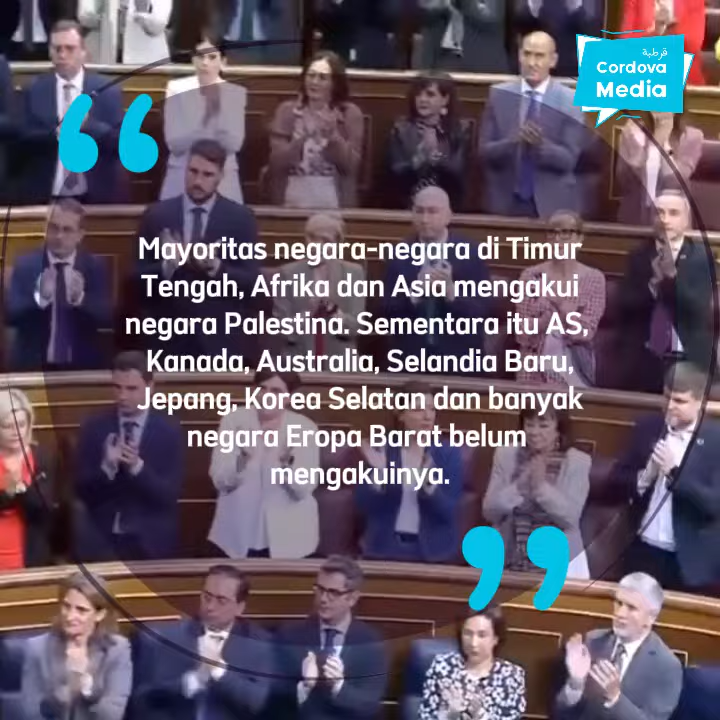 قرطبة
Cordova
Media
“
Mayoritas negara-negara di Timur
Tengah, Afrika dan Asia mengakui
negara Palestina. Sementara itu AS,
Kanada, Australia, Selandia Baru,
Jepang, Korea Selatan dan banyak
negara Eropa Barat belum
mengakuinya.
”